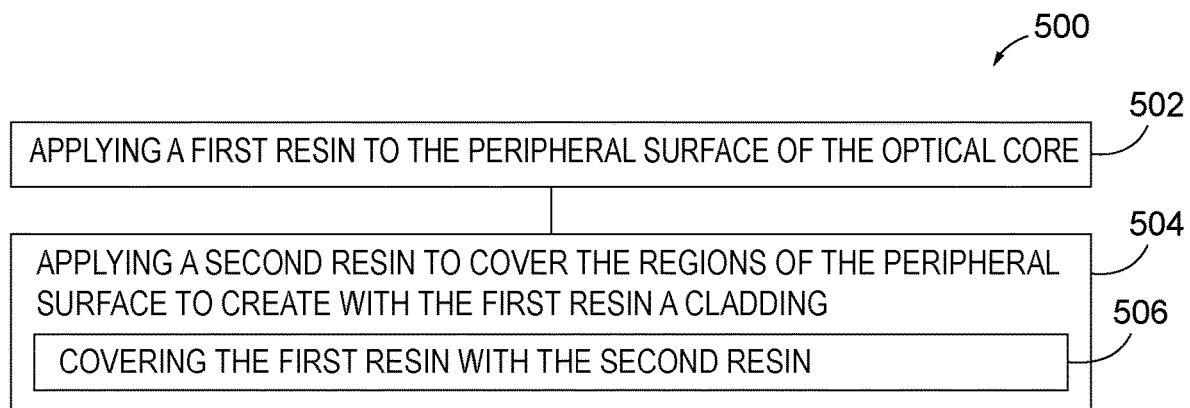 500
502
APPLYING A FIRST RESIN TO THE PERIPHERAL SURFACE OF THE OPTICAL CORE
504
APPLYING A SECOND RESIN TO COVER THE REGIONS OF THE PERIPHERAL
SURFACE TO CREATE WITH THE FIRST RESIN A CLADDING
506
COVERING THE FIRST RESIN WITH THE SECOND RESIN